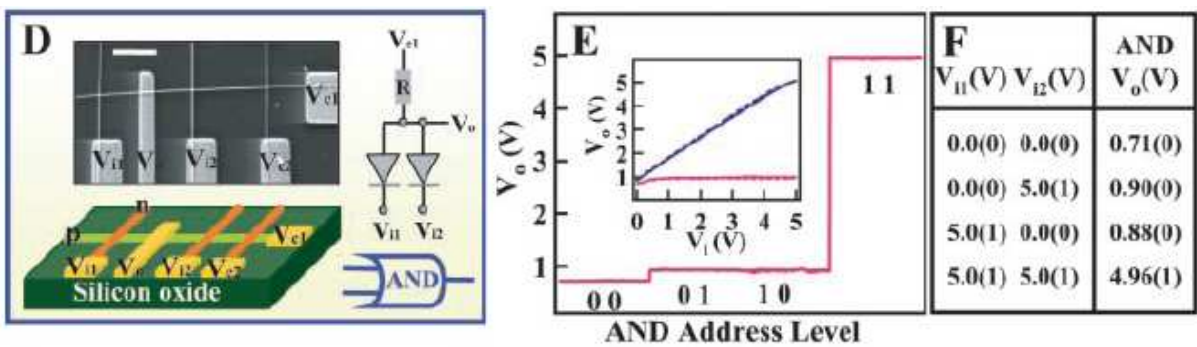 D
Vc1
R
Vo
Vi1 Vi2
Vi1 V Vi2 Vc2 Vc1
n
p
Vi1 Vo Vi2 Vc2 Vc1
Silicon oxide
AND
E
Vo (V)
5
4
3
2
1
Vo (V)
5
4
3
2
1
0 1 2 3 4 5
Vi (V)
0 0
0 1
1 0
1 1
AND Address Level
F
AND
Vi1(V) Vi2(V) Vo(V)
0.0(0) 0.0(0) 0.71(0)
0.0(0) 5.0(1) 0.90(0)
5.0(1) 0.0(0) 0.88(0)
5.0(1) 5.0(1) 4.96(1)